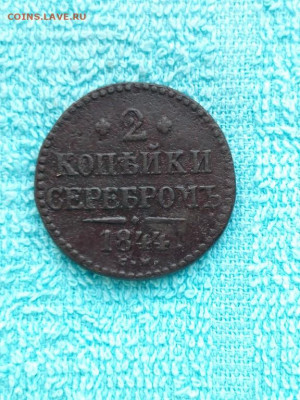 COINS.LAVE.RU
2
КОПѢЙКИ
СЕРЕБРОМЪ
1844